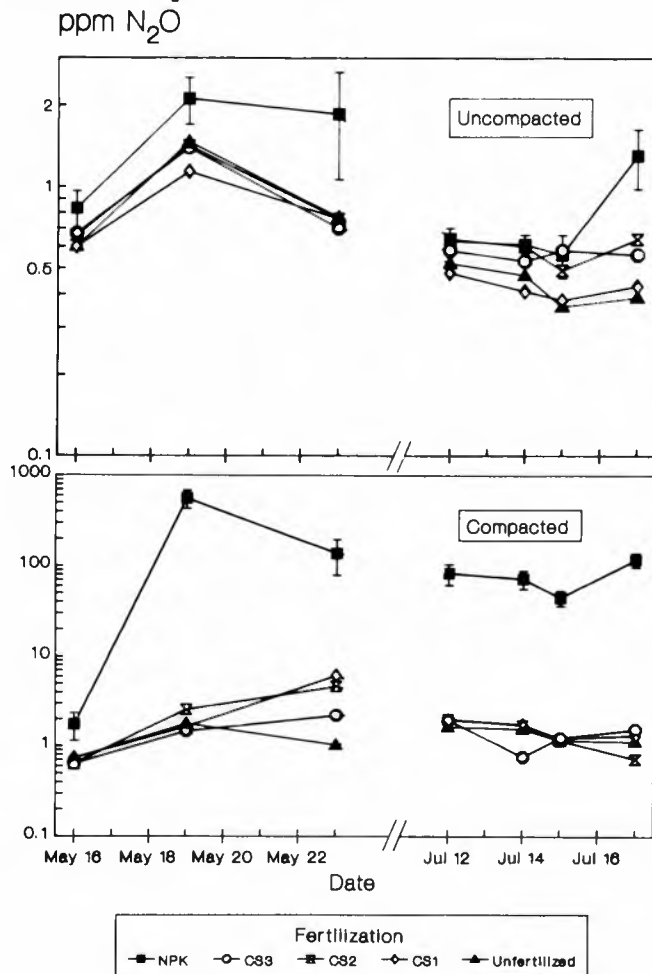 ppm N₂O
2
Uncompacted
1
0.5
0.1
1000
Compacted
100
10
1
0.1
May 16 May 18 May 20 May 22 Jul 12 Jul 14 Jul 16
Date
Fertilization
NPK CS3 CS2 CS1 Unfertilized